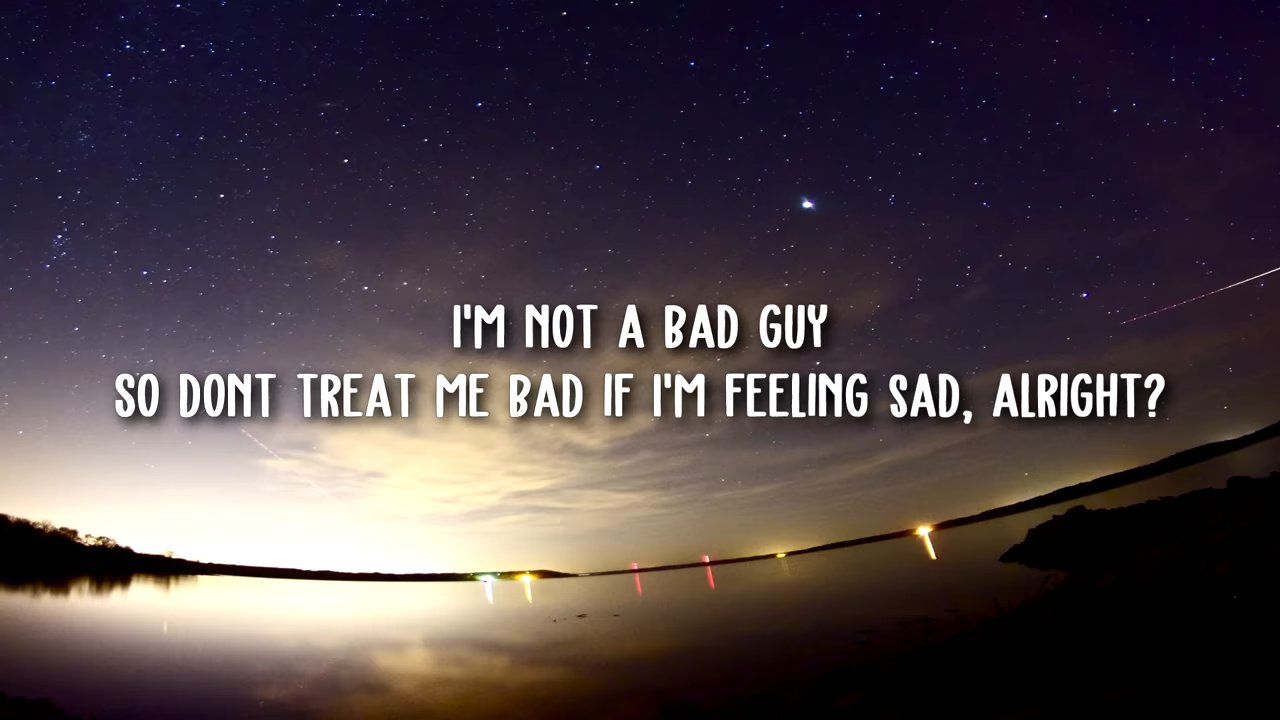 I'M NOT A BAD GUY
SO DONT TREAT ME BAD IF I'M FEELING SAD, ALRIGHT?